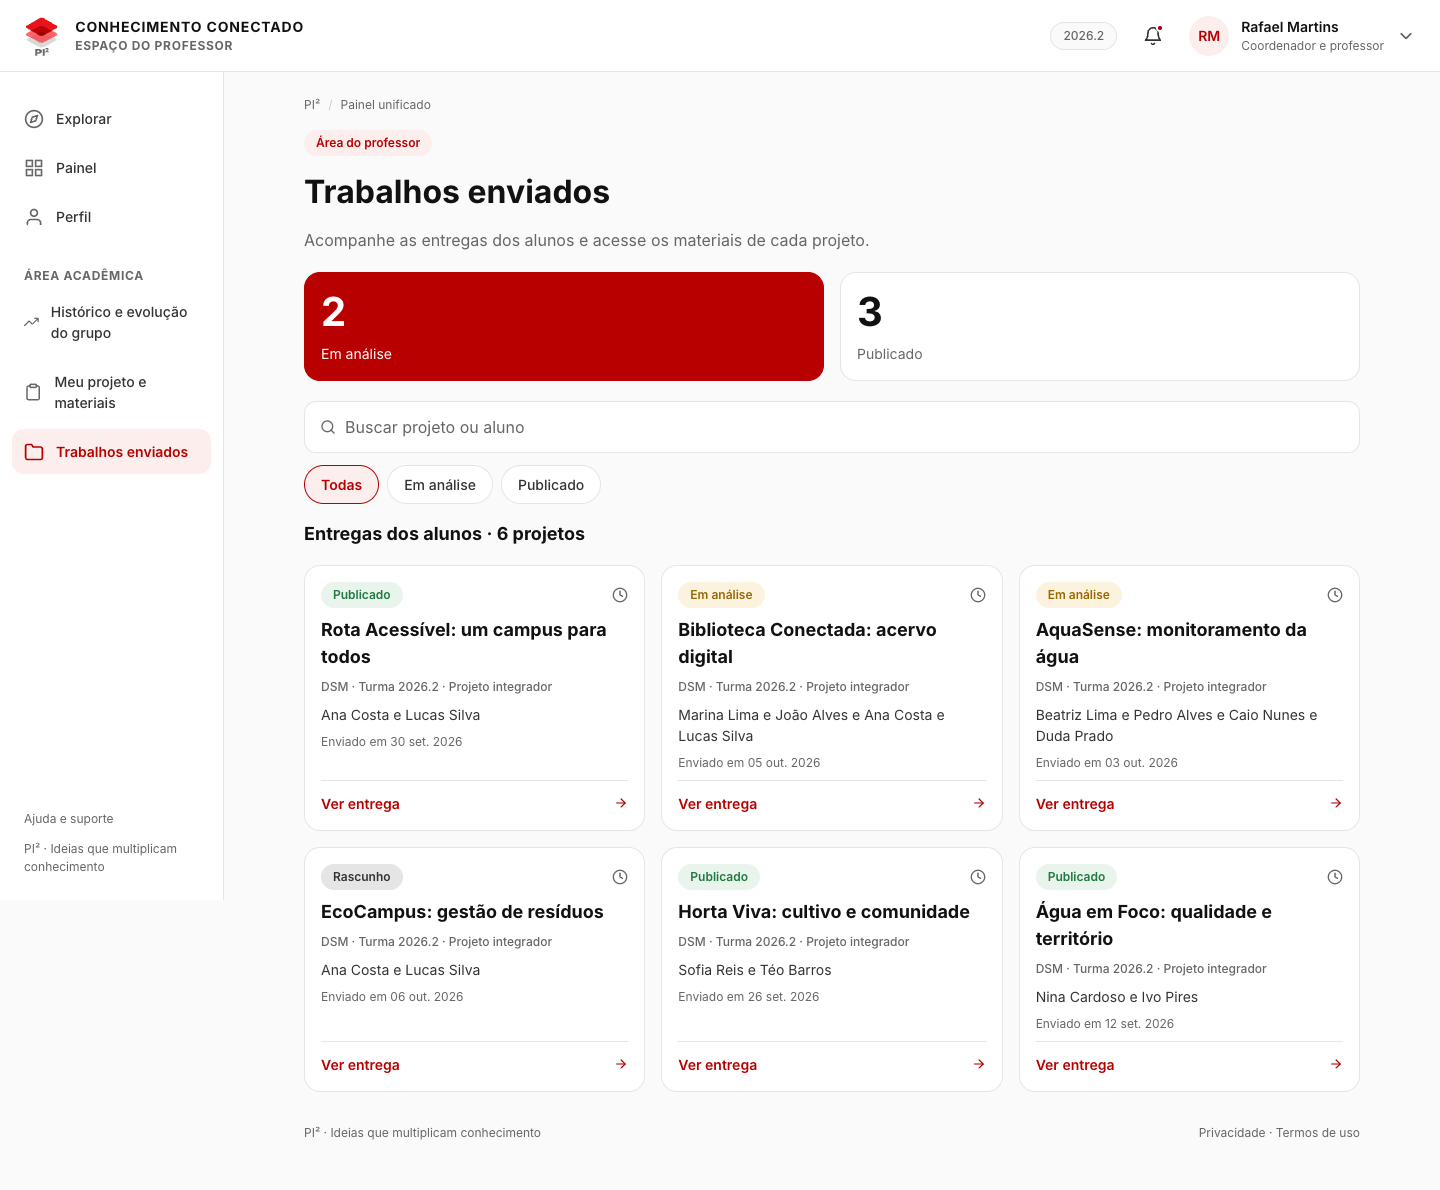 PI²
CONHECIMENTO CONECTADO
ESPAÇO DO PROFESSOR
2026.2
RM
Rafael Martins
Coordenador e professor
Explorar
Painel
Perfil
ÁREA ACADÊMICA
Histórico e evolução
do grupo
Meu projeto e
materiais
Trabalhos enviados
Ajuda e suporte
PI² · Ideias que multiplicam
conhecimento
PI² / Painel unificado
Área do professor
Trabalhos enviados
Acompanhe as entregas dos alunos e acesse os materiais de cada projeto.
2
Em análise
3
Publicado
Buscar projeto ou aluno
Todas
Em análise
Publicado
Entregas dos alunos · 6 projetos
Publicado
Rota Acessível: um campus para
todos
DSM · Turma 2026.2 · Projeto integrador
Ana Costa e Lucas Silva
Enviado em 30 set. 2026
Ver entrega
Em análise
Biblioteca Conectada: acervo
digital
DSM · Turma 2026.2 · Projeto integrador
Marina Lima e João Alves e Ana Costa e
Lucas Silva
Enviado em 05 out. 2026
Ver entrega
Em análise
AquaSense: monitoramento da
água
DSM · Turma 2026.2 · Projeto integrador
Beatriz Lima e Pedro Alves e Caio Nunes e
Duda Prado
Enviado em 03 out. 2026
Ver entrega
Rascunho
EcoCampus: gestão de resíduos
DSM · Turma 2026.2 · Projeto integrador
Ana Costa e Lucas Silva
Enviado em 06 out. 2026
Ver entrega
Publicado
Horta Viva: cultivo e comunidade
DSM · Turma 2026.2 · Projeto integrador
Sofia Reis e Téo Barros
Enviado em 26 set. 2026
Ver entrega
Publicado
Água em Foco: qualidade e
território
DSM · Turma 2026.2 · Projeto integrador
Nina Cardoso e Ivo Pires
Enviado em 12 set. 2026
Ver entrega
PI² · Ideias que multiplicam conhecimento
Privacidade · Termos de uso